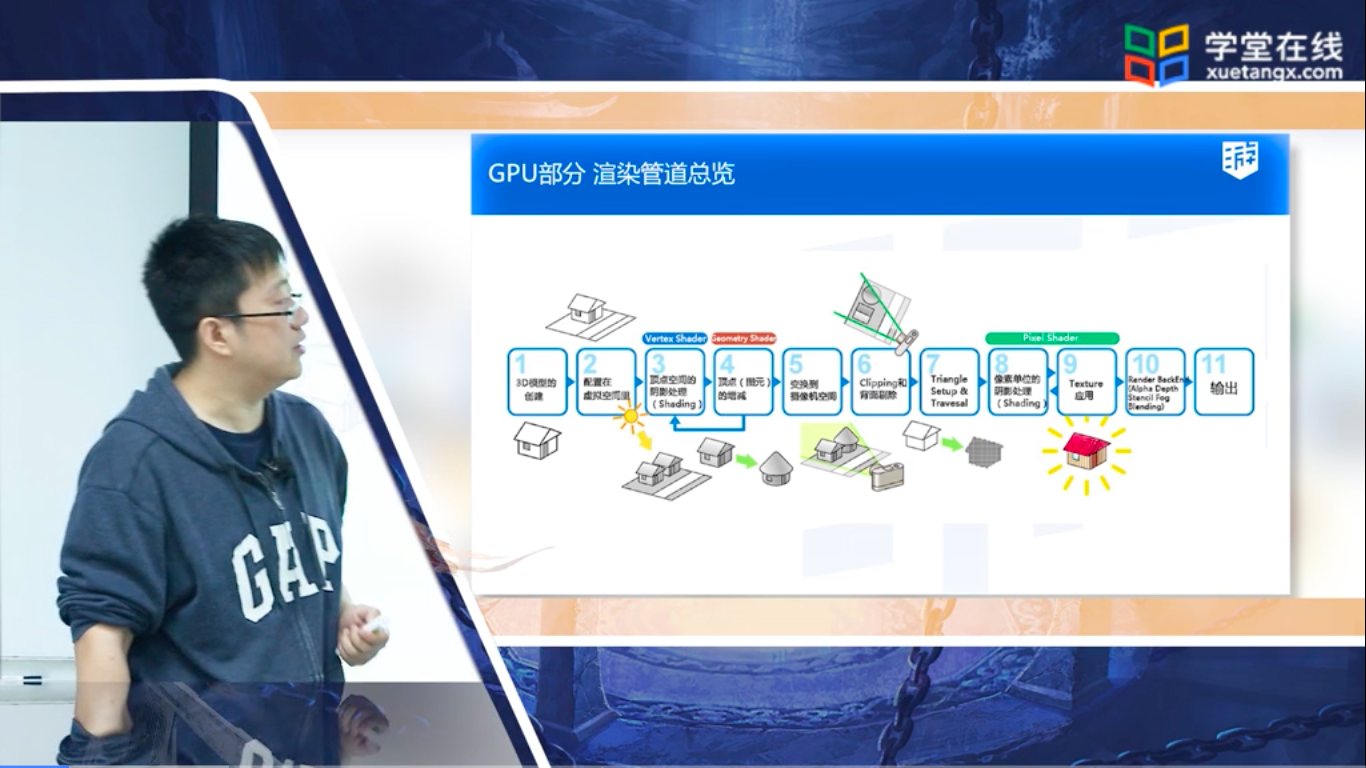 学堂在线
xuetangx.com
GPU部分 渲染管道总览
游
Vertex Shader
Geometry Shader
Pixel Shader
1
3D模型的
创建
2
配置在
虚拟空间里
3
顶点空间的
阴影处理
（Shading）
4
顶点（图元）
的增减
5
变换到
摄像机空间
6
Clipping和
背面剔除
7
Triangle
Setup &
Travesal
8
像素单位的
阴影处理
（Shading）
9
Texture
应用
10
Render BackEnd
(Alpha Depth
Stencil Fog
Blending)
11
输出
GAP